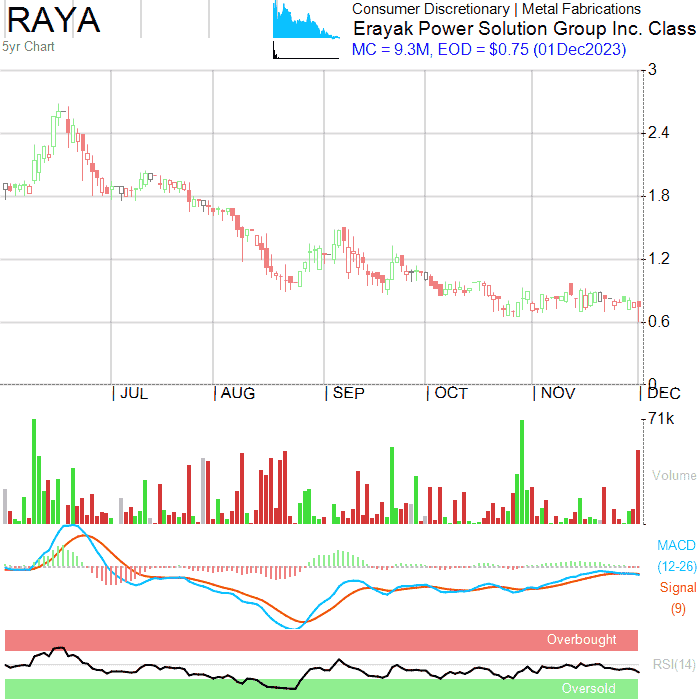 RAYA
5yr Chart
Consumer Discretionary | Metal Fabrications
Erayak Power Solution Group Inc. Class
MC = 9.3M, EOD = $0.75 (01Dec2023)
3
2.4
1.8
1.2
0.6
0
JUL
AUG
SEP
OCT
NOV
DEC
71k
Volume
MACD
(12-26)
Signal
(9)
Overbought
RSI(14)
Oversold